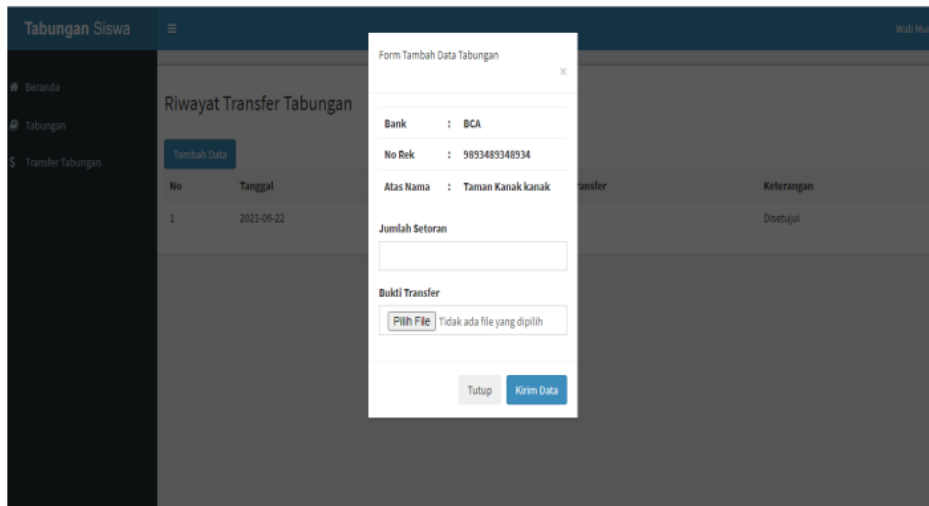 Tabungan Siswa
Wali Mu
Beranda
Tabungan
Transfer Tabungan
Riwayat Transfer Tabungan
Tambah Data
No Tanggal ansfer Keterangan
1 2021-06-22 Disetujui
Form Tambah Data Tabungan
×
Bank : BCA
No Rek : 9893489348934
Atas Nama : Taman Kanak kanak
Jumlah Setoran
Bukti Transfer
Pilih File Tidak ada file yang dipilih
Tutup Kirim Data